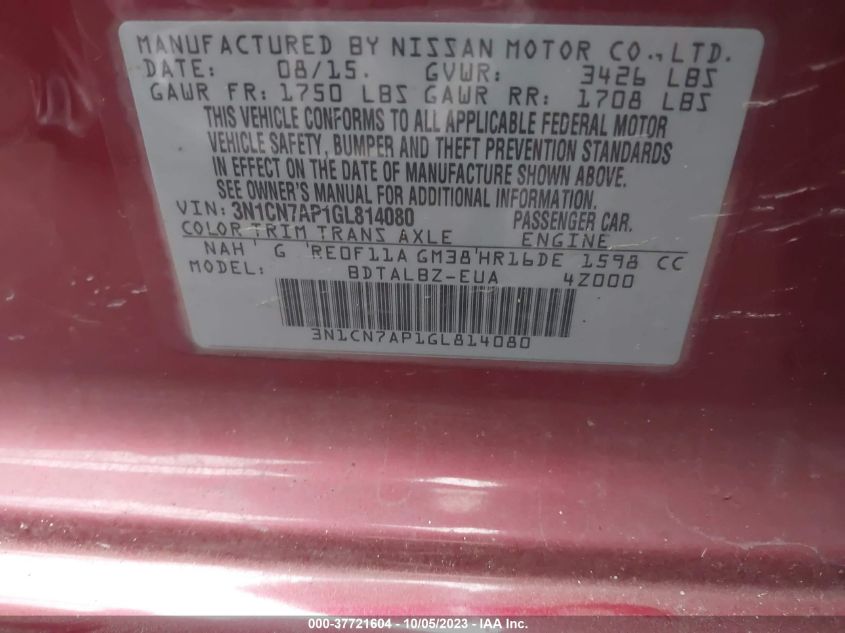 MANUFACTURED BY NISSAN MOTOR CO., LTD.
DATE: 08/15. GVWR: 3426 LBS
GAWR FR: 1750 LBS GAWR RR: 1708 LBS
THIS VEHICLE CONFORMS TO ALL APPLICABLE FEDERAL MOTOR
VEHICLE SAFETY, BUMPER AND THEFT PREVENTION STANDARDS
IN EFFECT ON THE DATE OF MANUFACTURE SHOWN ABOVE.
SEE OWNER'S MANUAL FOR ADDITIONAL INFORMATION.
VIN: 3N1CN7AP1GL814080 PASSENGER CAR.
COLOR TRIM TRANS AXLE ENGINE
NAH' G 'RE0F11A GM38'HR16DE 1598 CC
MODEL: BDTALBZ-EUA 4Z000
3N1CN7AP1GL814080
000-37721604 - 10/05/2023 - IAA Inc.